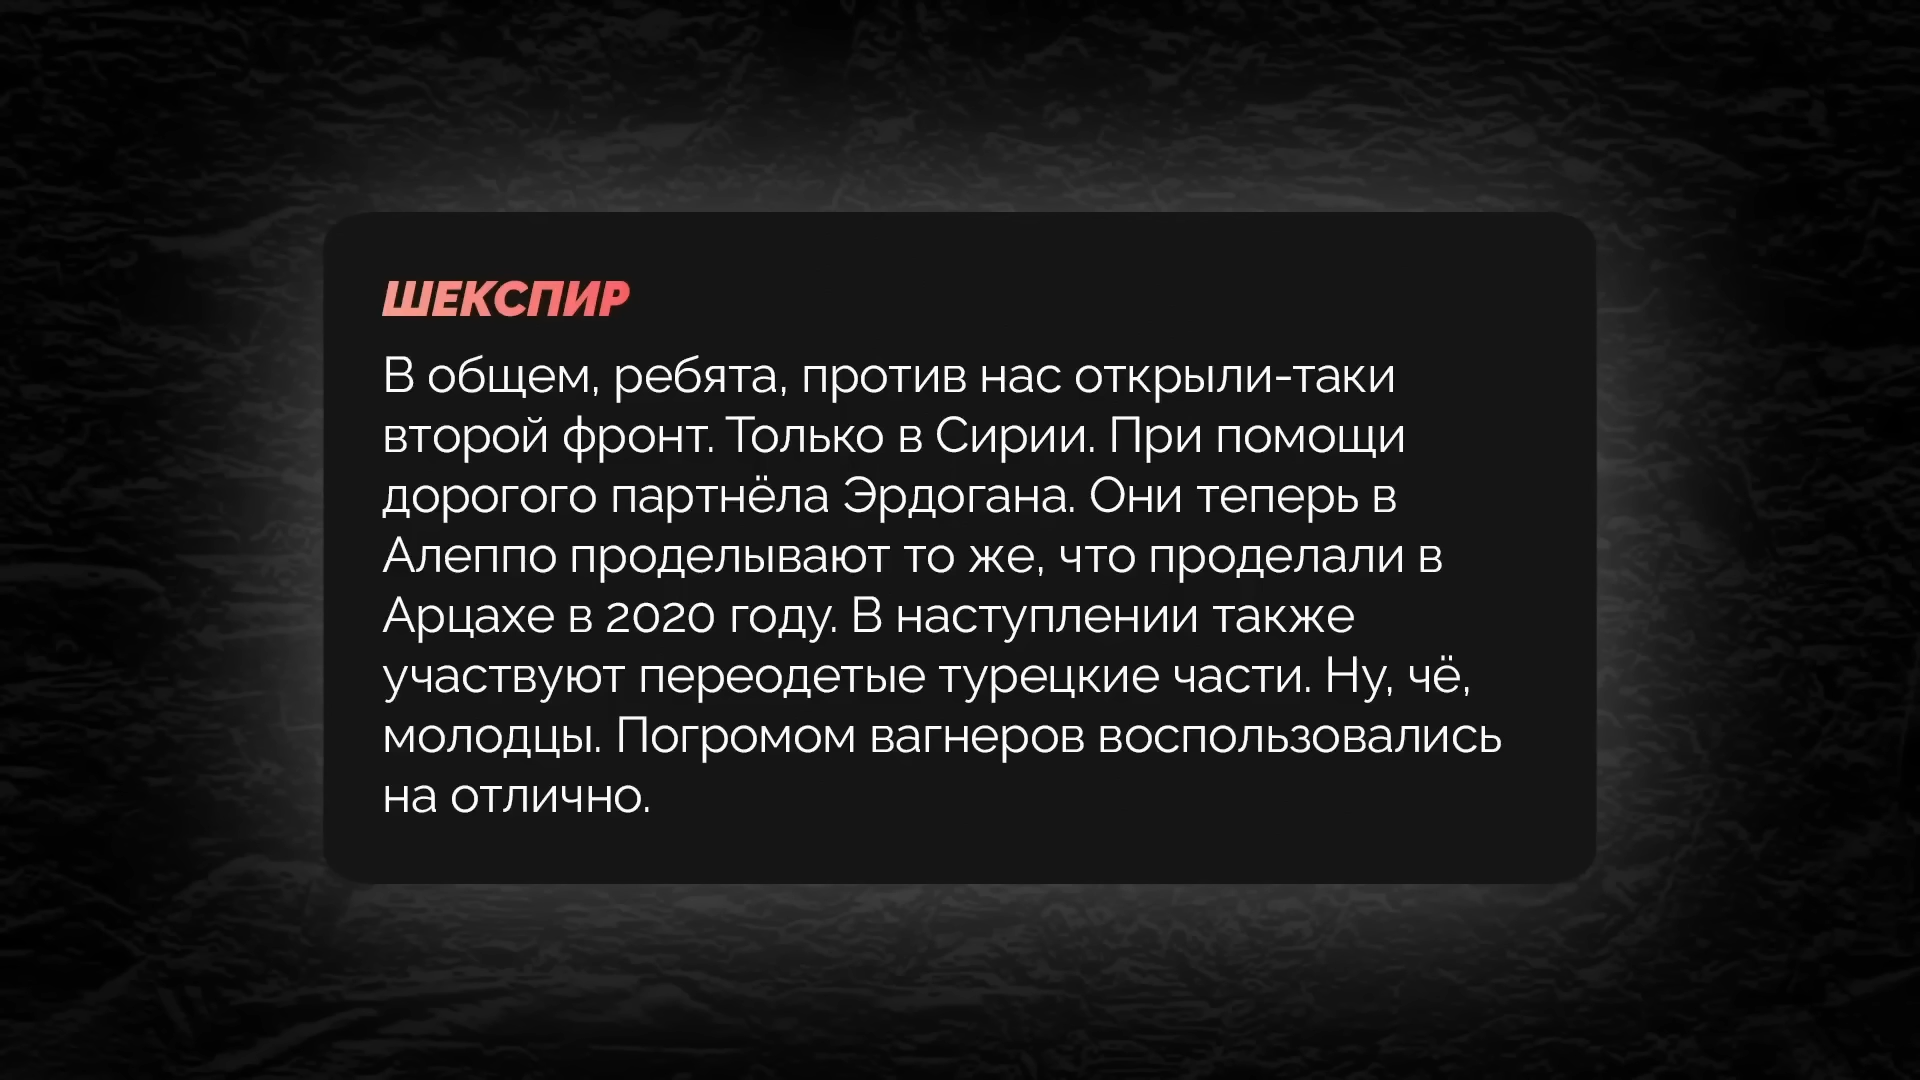 ШЕКСПИР
В общем, ребята, против нас открыли-таки
второй фронт. Только в Сирии. При помощи
дорогого партнёла Эрдогана. Они теперь в
Алеппо проделывают то же, что проделали в
Арцахе в 2020 году. В наступлении также
участвуют переодетые турецкие части. Ну, чё,
молодцы. Погромом вагнеров воспользовались
на отлично.